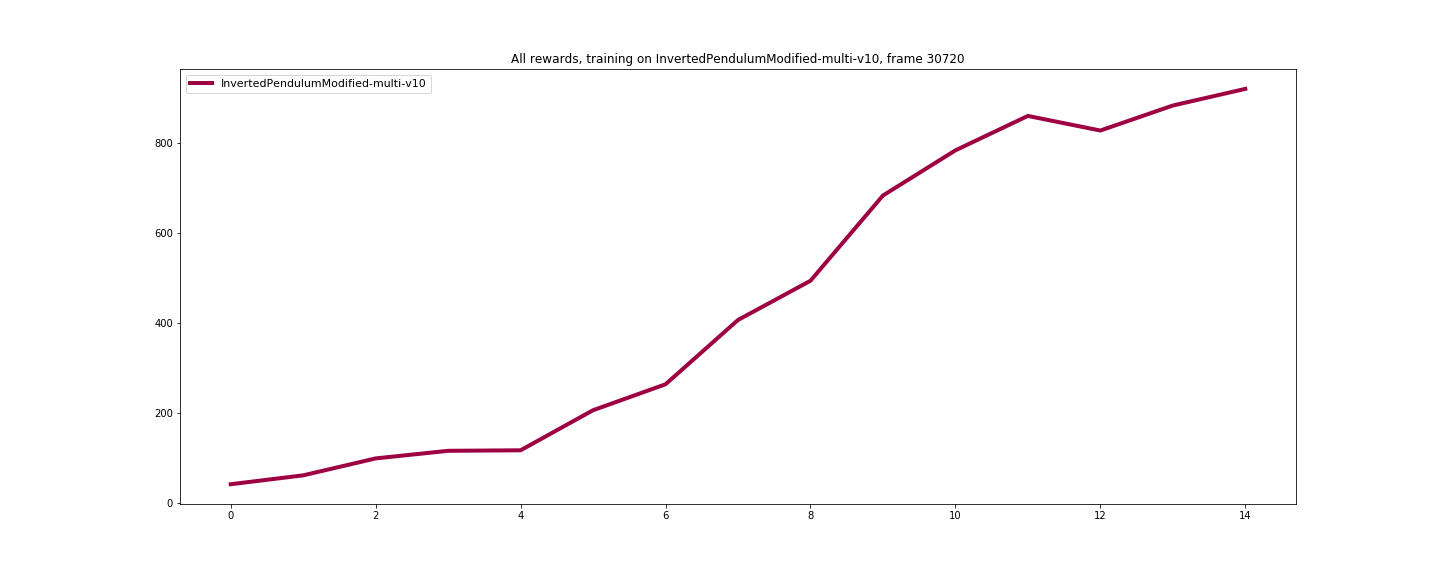 All rewards, training on InvertedPendulumModified-multi-v10, frame 30720
InvertedPendulumModified-multi-v10
800
600
400
200
0
0 2 4 6 8 10 12 14